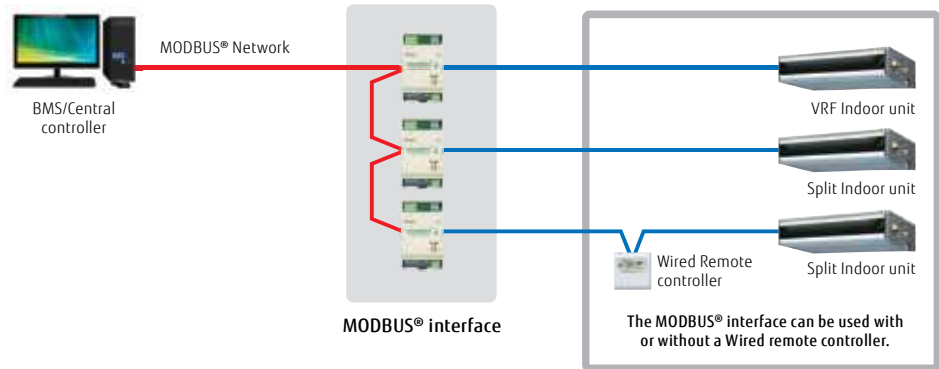 MODBUS® Network
BMS/Central
controller
VRF Indoor unit
Split Indoor unit
Wired Remote
controller
Split Indoor unit
MODBUS® interface
The MODBUS® interface can be used with
or without a Wired remote controller.